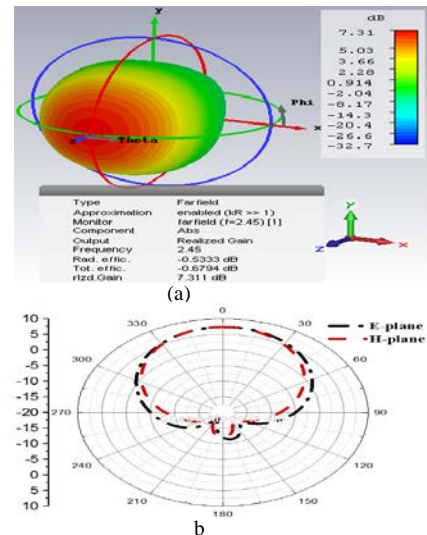 y
dB
7.31
5.03
3.66
2.28
0.914
-2.04
-8.17
-14.3
-20.4
-26.6
-32.7
Phi
x
Theta
Type Farfield
Approximation enabled (kR >> 1)
Monitor farfield (f=2.45) [1]
Component Abs
Output Realized Gain
Frequency 2.45
Rad. effic. -0.5333 dB
Tot. effic. -0.6794 dB
rlzd.Gain 7.311 dB
Y
Z
X
(a)
0
10
5
0
-5
-10
-15
-20
-15
-10
-5
0
5
10
330
30
E-plane
H-plane
300
60
270
90
240
120
210
150
180
b